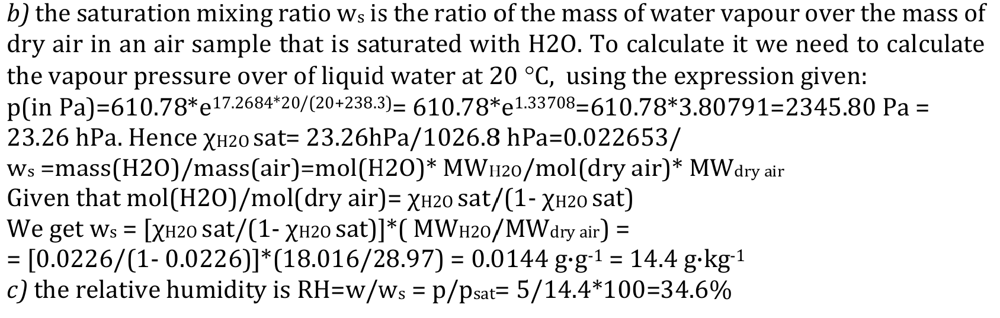 b) the saturation mixing ratio ws is the ratio of the mass of water vapour over the mass of
dry air in an air sample that is saturated with H2O. To calculate it we need to calculate
the vapour pressure over of liquid water at 20 °C, using the expression given:
p(in Pa)=610.78*e^17.2684*20/(20+238.3)= 610.78*e^1.33708=610.78*3.80791=2345.80 Pa =
23.26 hPa. Hence χH2O sat= 23.26hPa/1026.8 hPa=0.022653/
ws =mass(H2O)/mass(air)=mol(H2O)* MWH2O/mol(dry air)* MWdry air
Given that mol(H2O)/mol(dry air)= χH2O sat/(1- χH2O sat)
We get ws = [χH2O sat/(1- χH2O sat)]*( MWH2O/MWdry air) =
= [0.0226/(1- 0.0226)]*(18.016/28.97) = 0.0144 g·g⁻¹ = 14.4 g·kg⁻¹
c) the relative humidity is RH=w/ws = p/psat= 5/14.4*100=34.6%